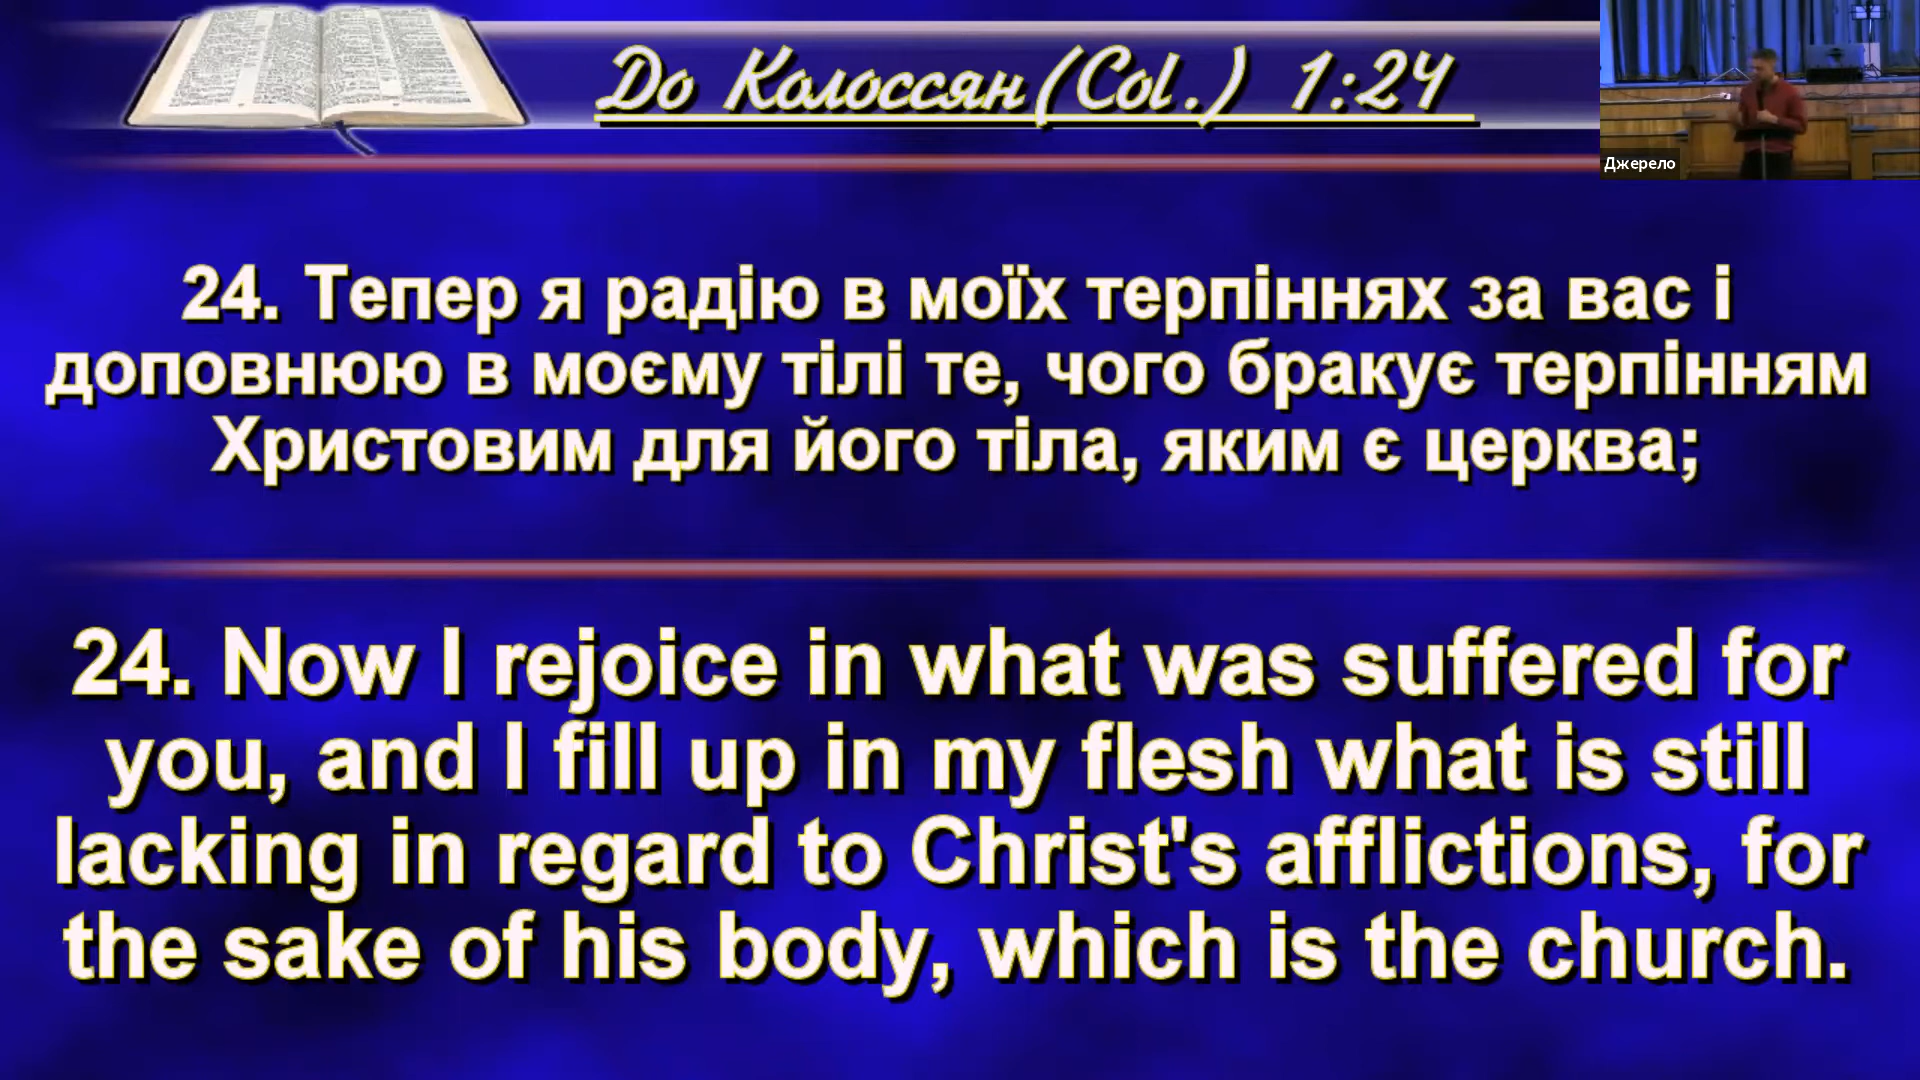 До Колоссян(Col.) 1:24
Джерело
24. Тепер я радію в моїх терпіннях за вас і
доповнюю в моєму тілі те, чого бракує терпінням
Христовим для його тіла, яким є церква;
24. Now I rejoice in what was suffered for
you, and I fill up in my flesh what is still
lacking in regard to Christ's afflictions, for
the sake of his body, which is the church.